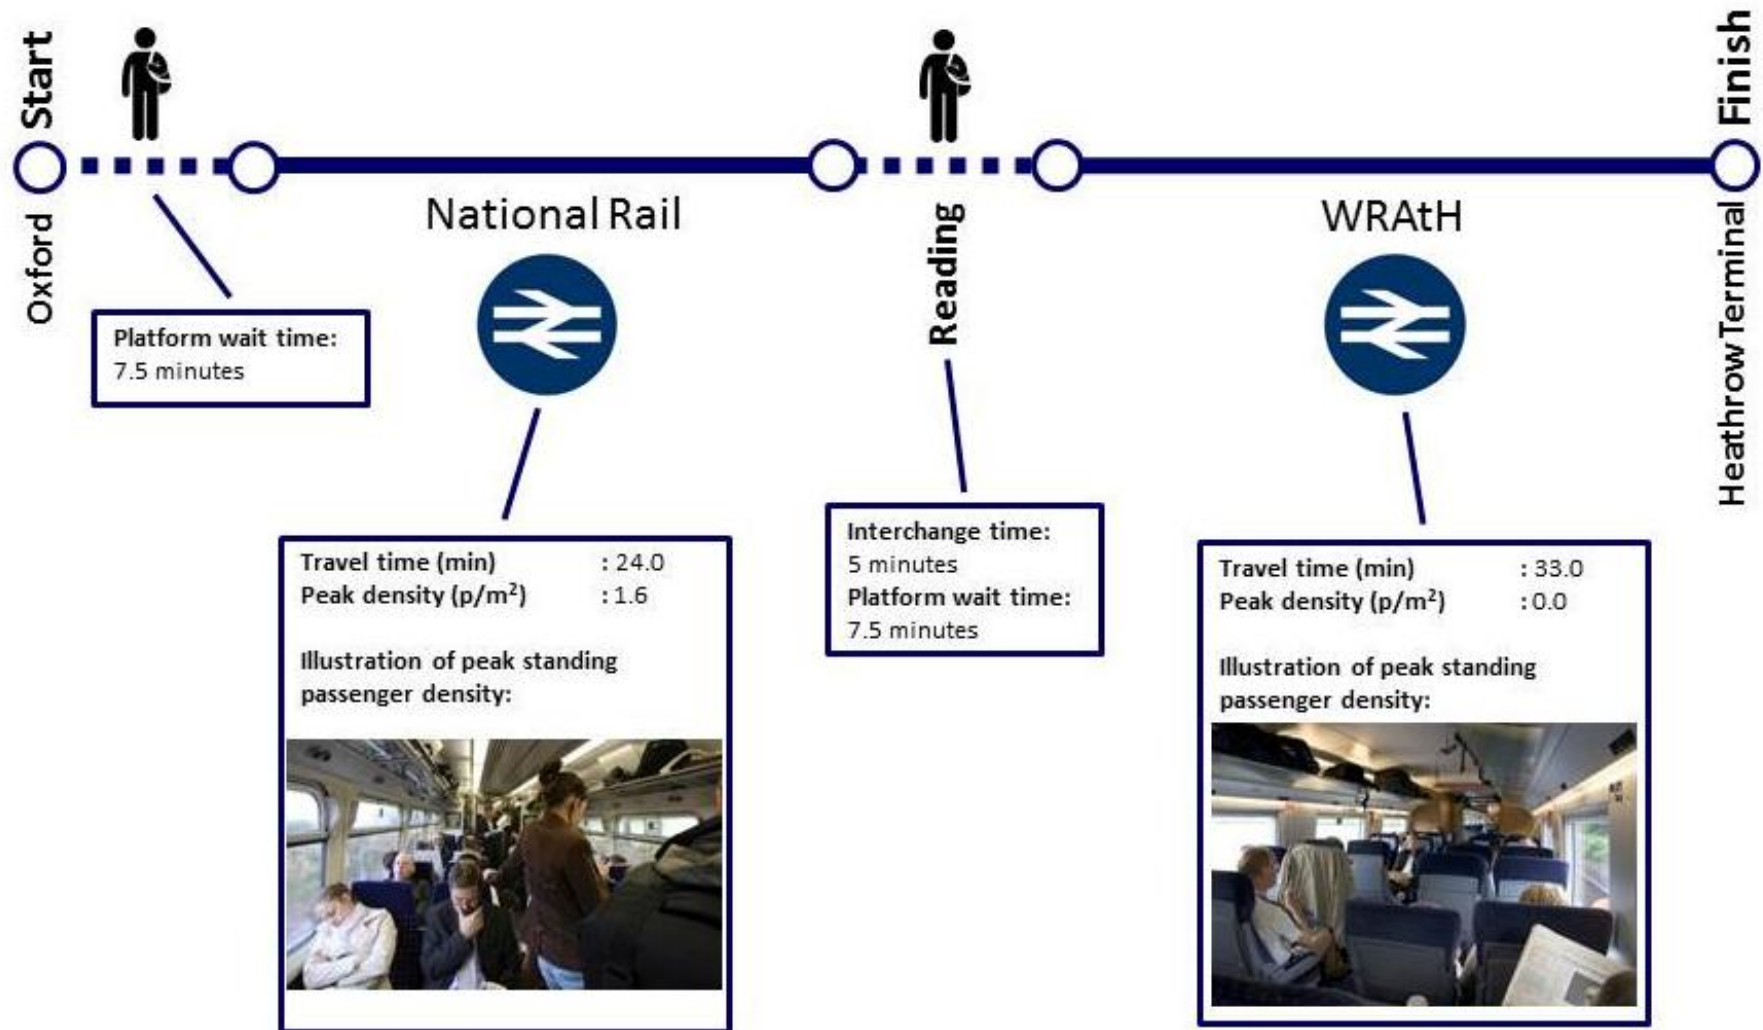 Start
Oxford
Platform wait time:
7.5 minutes
National Rail
Travel time (min) : 24.0
Peak density (p/m²) : 1.6
Illustration of peak standing
passenger density:
Reading
Interchange time:
5 minutes
Platform wait time:
7.5 minutes
WRAtH
Travel time (min) : 33.0
Peak density (p/m²) : 0.0
Illustration of peak standing
passenger density:
Finish
Heathrow Terminal